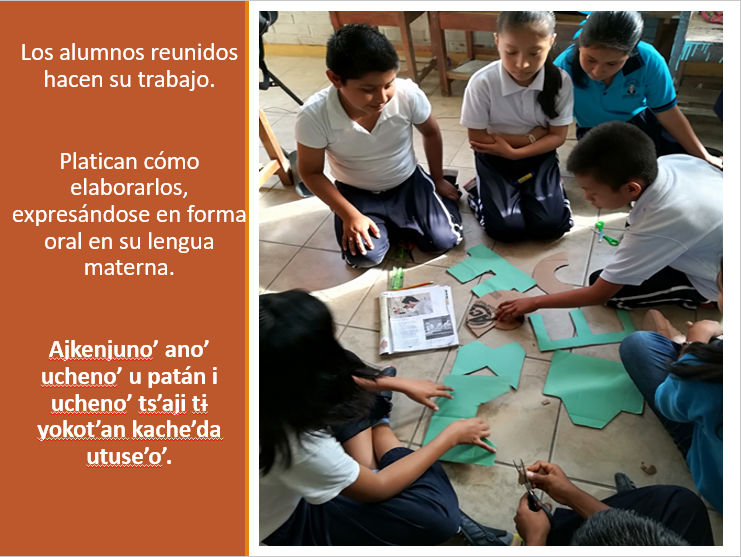 Los alumnos reunidos
hacen su trabajo.
Platican cómo
elaborarlos,
expresándose en forma
oral en su lengua
materna.
Ajkenjuno’ ano’
ucheno’ u patán i
ucheno’ ts’aji tɨ
yokot’an kache’da
utuse’o’.